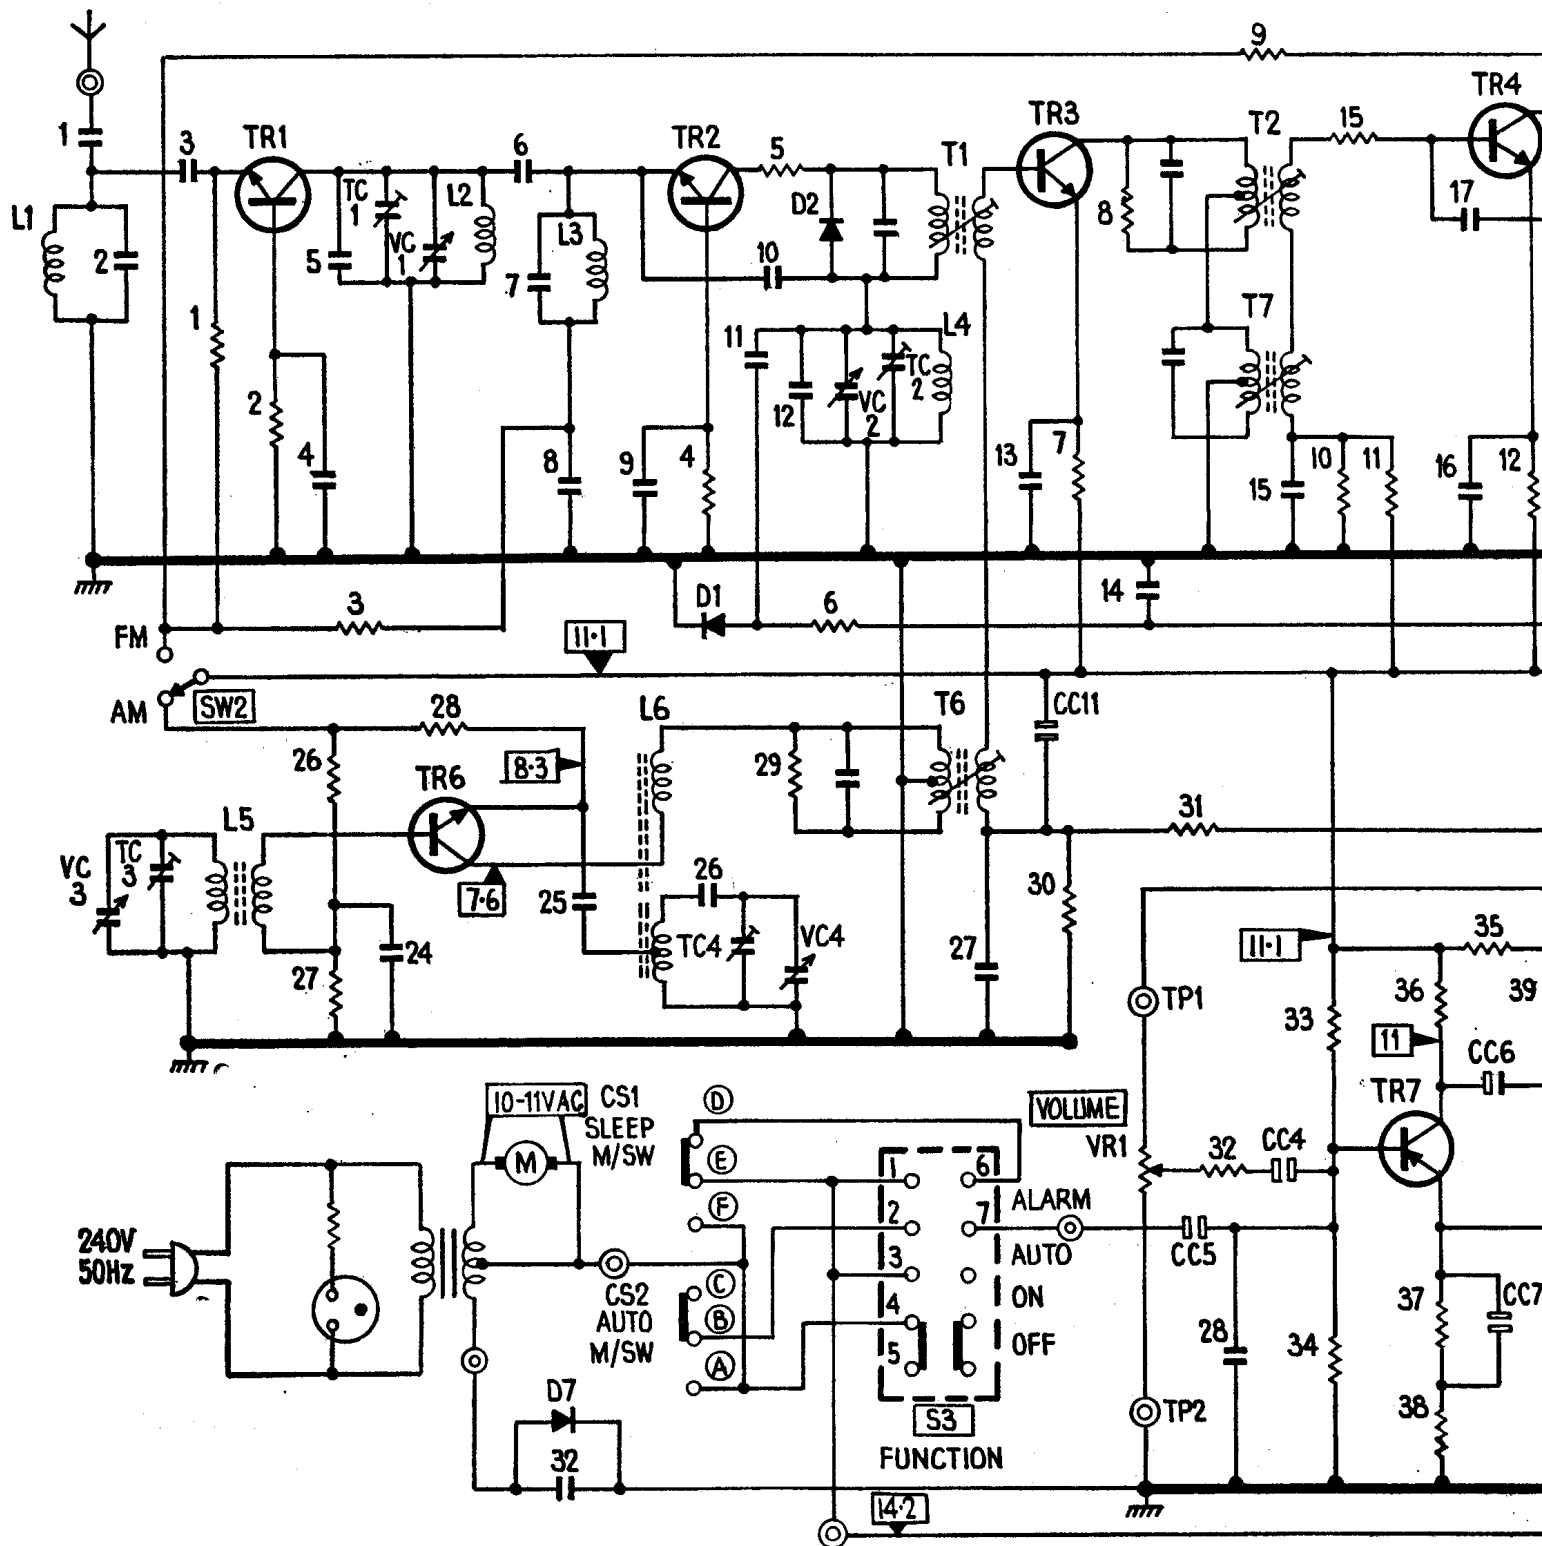 9
TR4
TR3
T2
15
1
3
TR1
6
TR2
5
T1
TC
1
L2
D2
8
17
L1
2
5
VC
1
L3
7
10
1
11
L4
T7
TC
2
12
VC
2
2
4
8
9
4
13
7
15
10
11
16
12
D1
14
3
6
FM
11·1
AM
SW2
28
L6
T6
CC11
26
8·3
29
TR6
31
L5
VC
3
TC
3
7·6
25
26
30
24
TC4
VC4
27
27
11·1
35
TP1
36
39
33
11
CC6
10-11VAC
CS1
SLEEP
M/SW
D
VOLUME
TR7
M
E
VR1
32
CC4
1
6
ALARM
F
2
7
240V
50Hz
AUTO
CC5
3
CS2
AUTO
M/SW
C
ON
B
4
37
CC7
28
34
OFF
A
5
D7
S3
TP2
38
32
FUNCTION
14·2